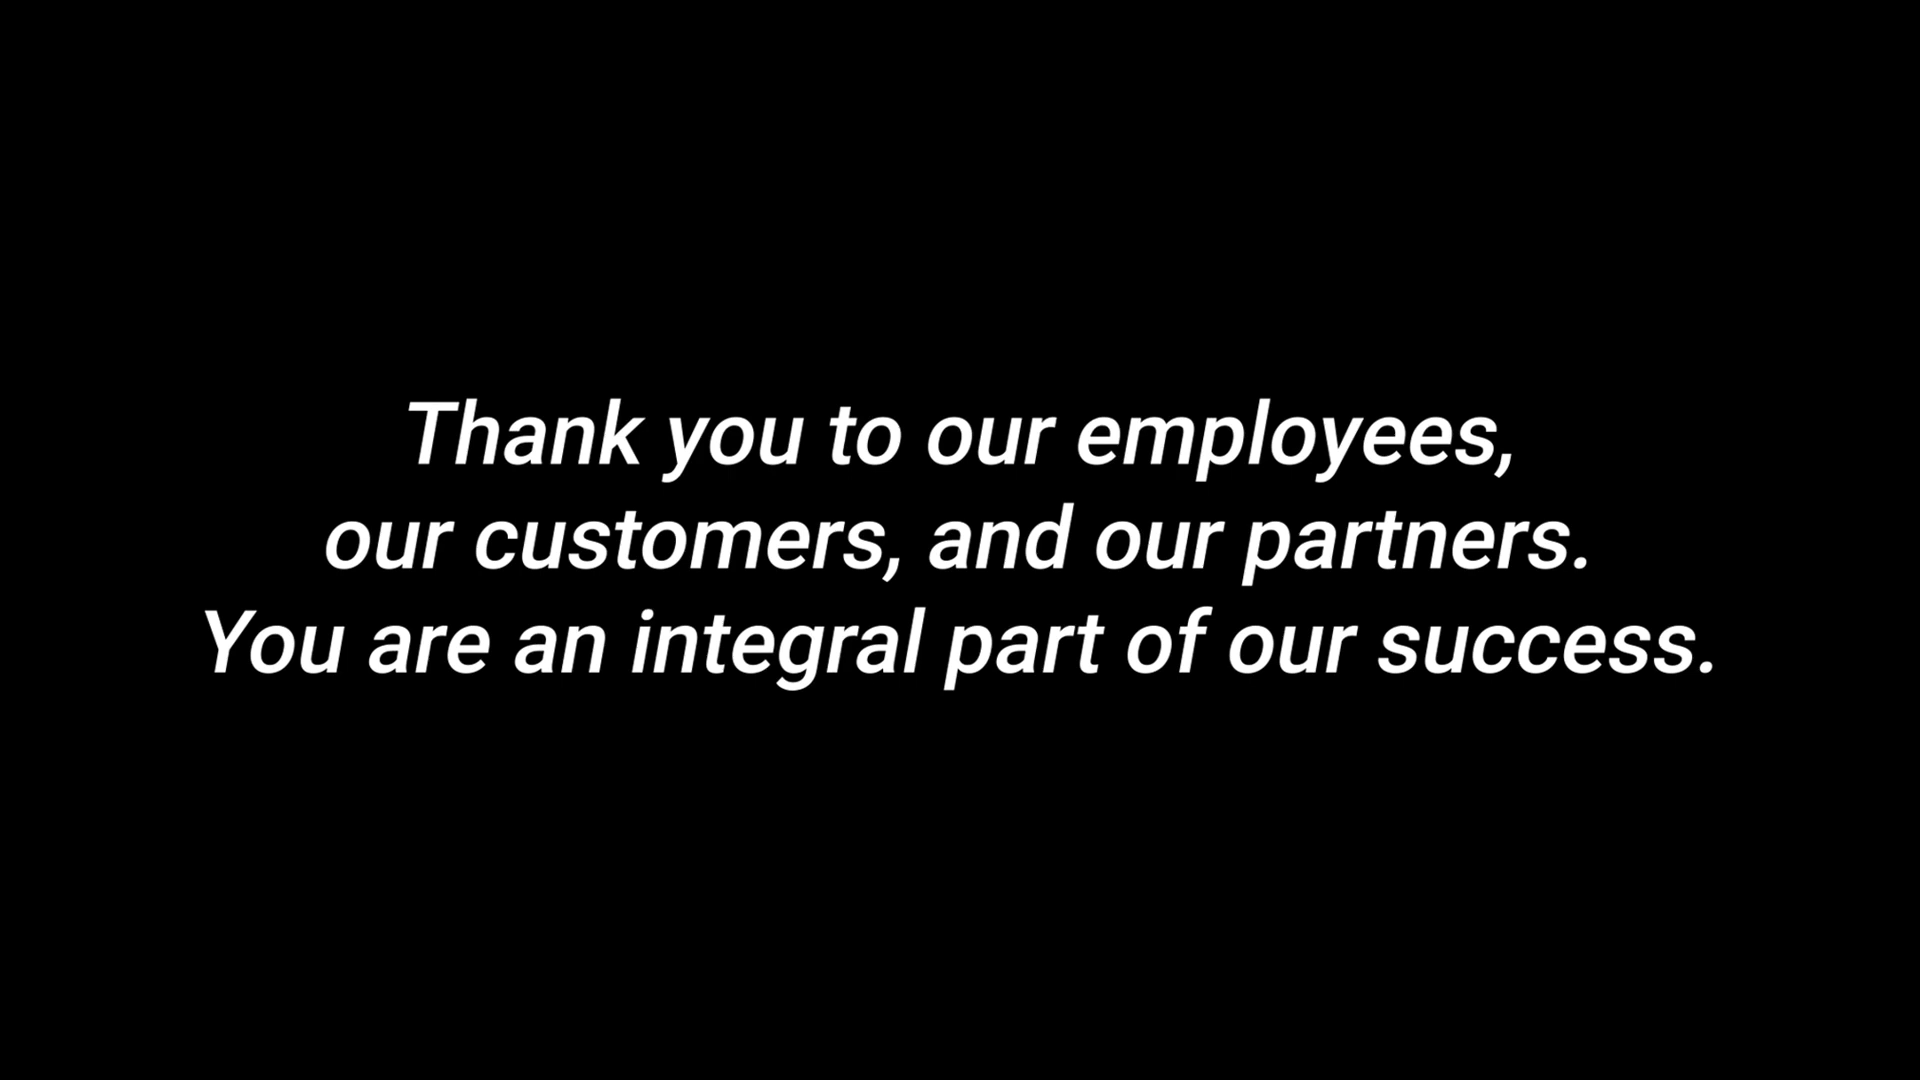 Thank you to our employees,
our customers, and our partners.
You are an integral part of our success.